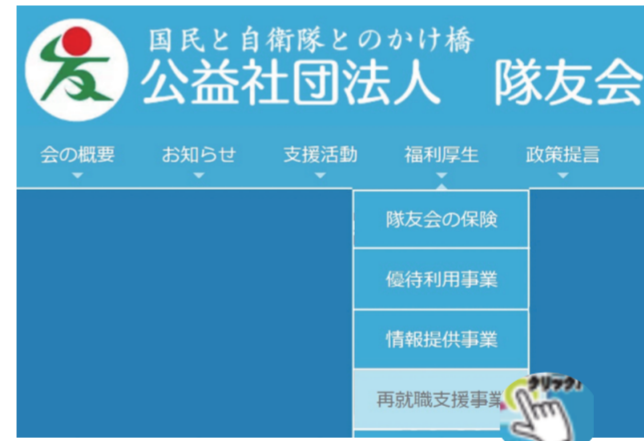 国民と自衛隊とのかけ橋
公益社団法人　隊友会
会の概要　お知らせ　支援活動　福利厚生　政策提言
隊友会の保険
優待利用事業
情報提供事業
再就職支援事業
クリック!